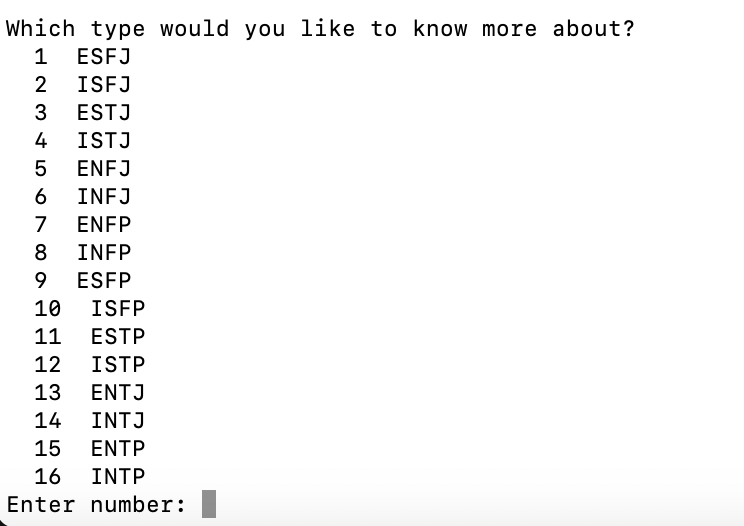 Which type would you like to know more about?
  1  ESFJ
  2  ISFJ
  3  ESTJ
  4  ISTJ
  5  ENFJ
  6  INFJ
  7  ENFP
  8  INFP
  9  ESFP
  10  ISFP
  11  ESTP
  12  ISTP
  13  ENTJ
  14  INTJ
  15  ENTP
  16  INTP
Enter number: